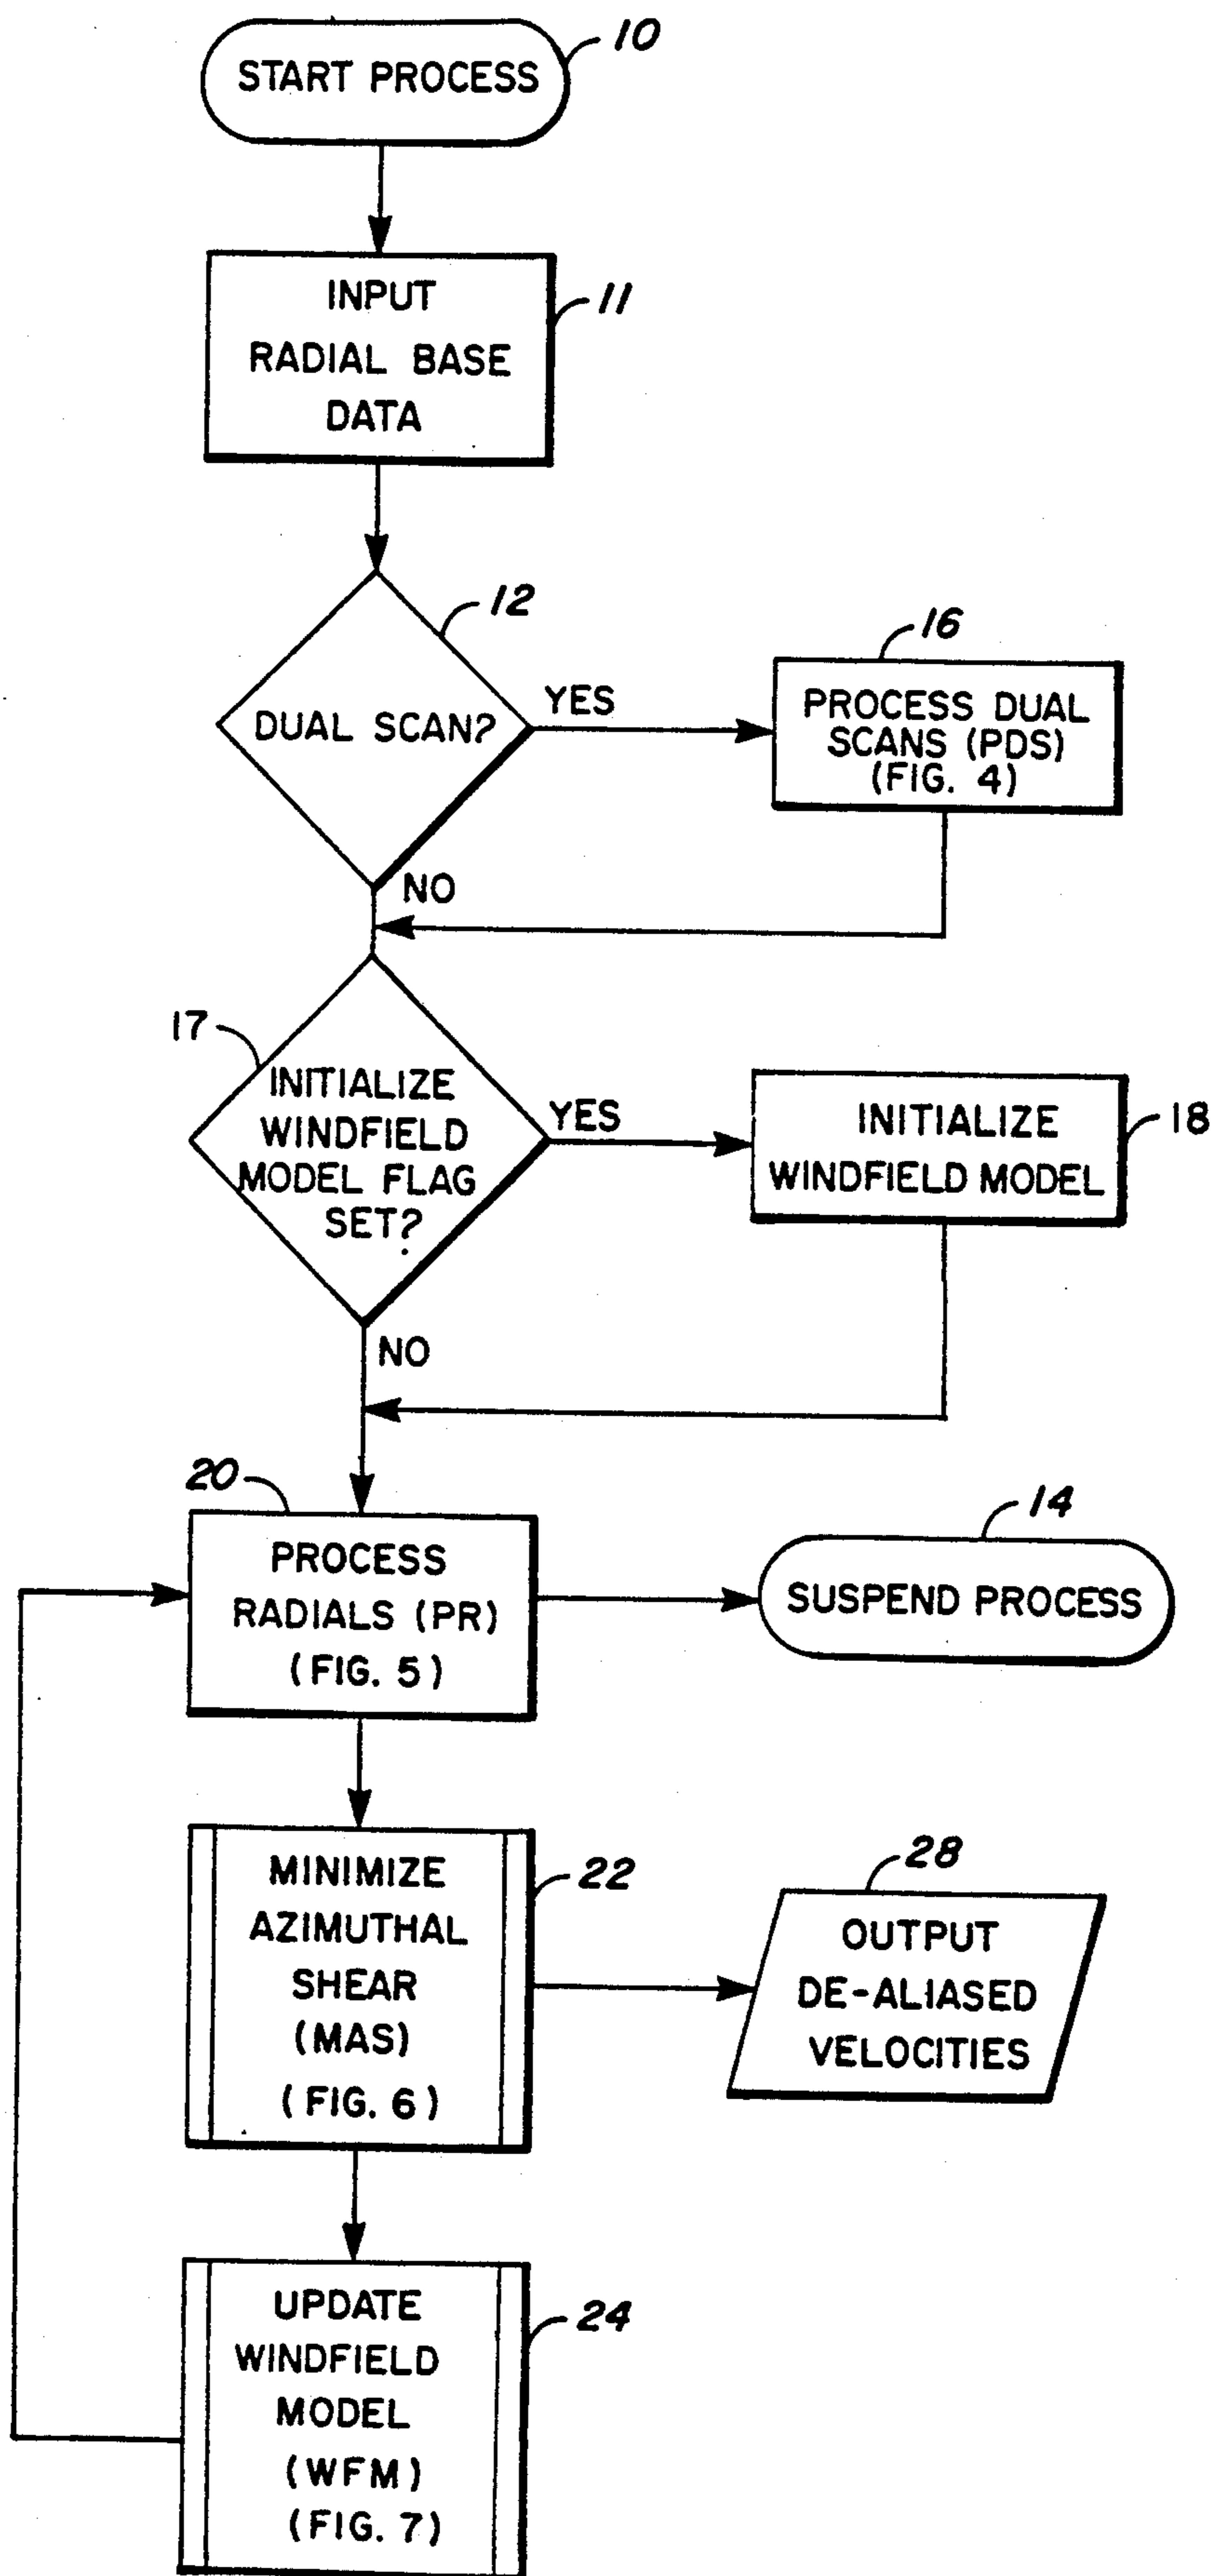 START PROCESS
10
INPUT
RADIAL BASE
DATA
11
12
DUAL SCAN?
YES
NO
16
PROCESS DUAL
SCANS (PDS)
(FIG. 4)
17
INITIALIZE
WINDFIELD
MODEL FLAG
SET?
YES
NO
INITIALIZE
WINDFIELD MODEL
18
20
PROCESS
RADIALS (PR)
(FIG. 5)
14
SUSPEND PROCESS
MINIMIZE
AZIMUTHAL
SHEAR
(MAS)
(FIG. 6)
22
28
OUTPUT
DE-ALIASED
VELOCITIES
UPDATE
WINDFIELD
MODEL
(WFM)
(FIG. 7)
24